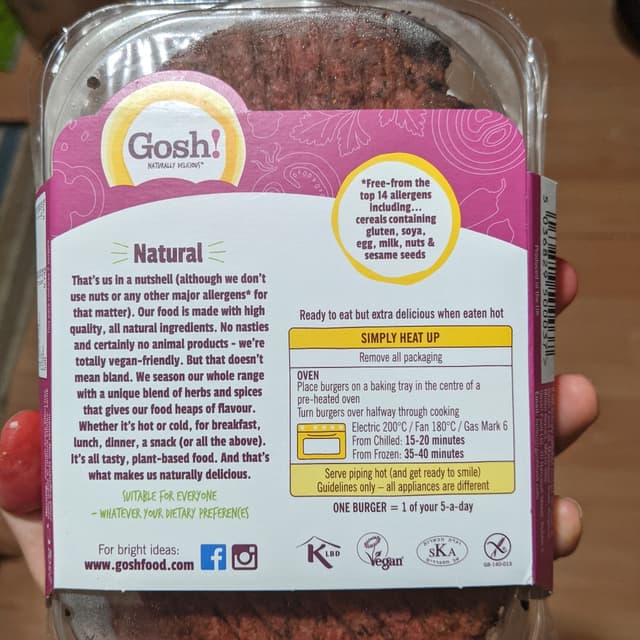 Gosh!
NATURALLY DELICIOUS™
*Free-from the
top 14 allergens
including...
cereals containing
gluten, soya,
egg, milk, nuts &
sesame seeds
Natural
That's us in a nutshell (although we don't
use nuts or any other major allergens* for
that matter). Our food is made with high
quality, all natural ingredients. No nasties
and certainly no animal products - we're
totally vegan-friendly. But that doesn't
mean bland. We season our whole range
with a unique blend of herbs and spices
that gives our food heaps of flavour.
Whether it's hot or cold, for breakfast,
lunch, dinner, a snack (or all the above).
It's all tasty, plant-based food. And that's
what makes us naturally delicious.
SUITABLE FOR EVERYONE
- WHATEVER YOUR DIETARY PREFERENCES
For bright ideas:
www.goshfood.com
Ready to eat but extra delicious when eaten hot
SIMPLY HEAT UP
Remove all packaging
OVEN
Place burgers on a baking tray in the centre of a
pre-heated oven
Turn burgers over halfway through cooking
Electric 200°C / Fan 180°C / Gas Mark 6
From Chilled: 15-20 minutes
From Frozen: 35-40 minutes
Serve piping hot (and get ready to smile)
Guidelines only – all appliances are different
ONE BURGER = 1 of your 5-a-day
KLBD
Vegan
SKA
GB-140-013
Produced in the UK